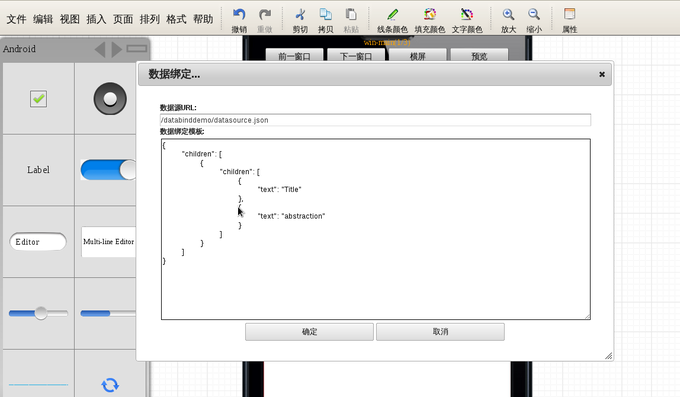 文件 编辑 视图 插入 页面 排列 格式 帮助
撤销 重做 剪切 拷贝 粘贴 线条颜色 填充颜色 文字颜色 放大 缩小 属性
Android
前一窗口 下一窗口 横屏 预览
数据绑定...
数据源URL:
/databinddemo/datasource.json
数据绑定模板:
{
"children": [
{
"children": [
{
"text": "Title"
},
{
"text": "abstraction"
}
]
}
]
}
确定 取消
Label
Editor
Multi-line Editor